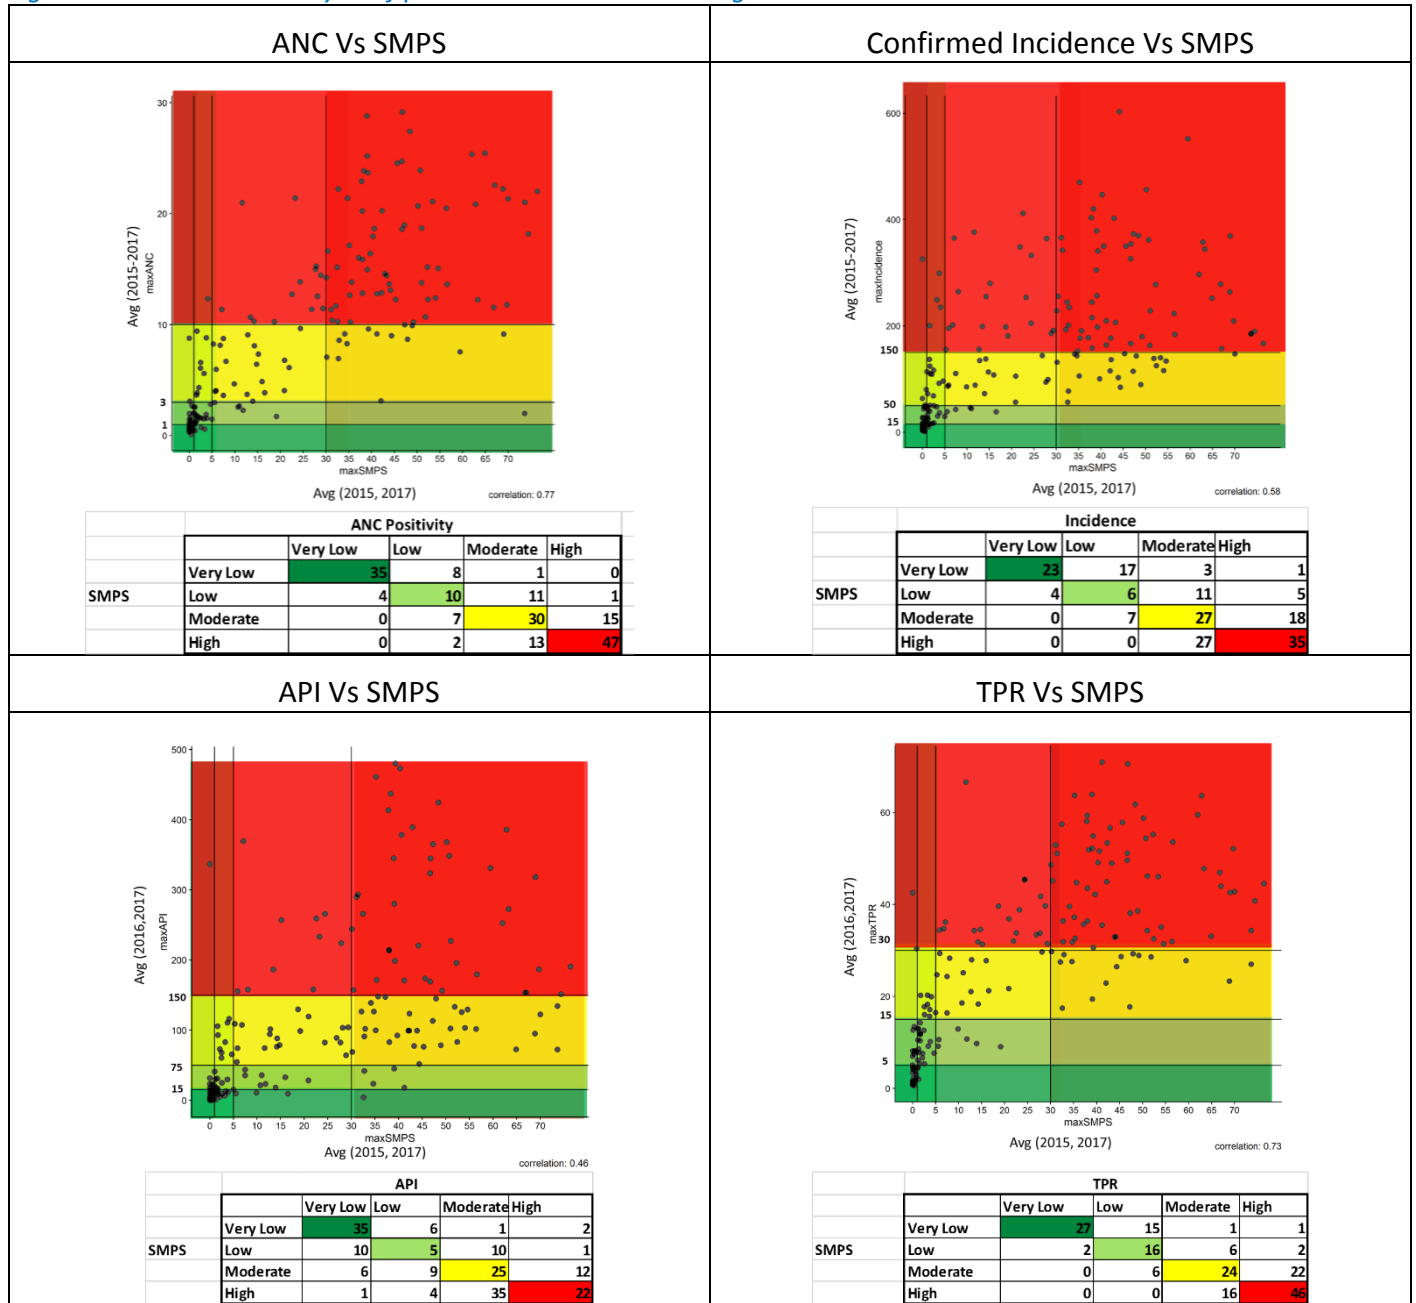 ANC Vs SMPS
Confirmed Incidence Vs SMPS
30
20
10
3
1
0
Avg (2015-2017)
maxANC
0 5 10 15 20 25 30 35 40 45 50 55 60 65 70
maxSMPS
Avg (2015, 2017)
correlation: 0.77
600
400
200
150
50
15
0
Avg (2015-2017)
maxIncidence
0 5 10 15 20 25 30 35 40 45 50 55 60 65 70
maxSMPS
Avg (2015, 2017)
correlation: 0.58
ANC Positivity
Very Low Low Moderate High
Very Low 35 8 1 0
SMPS Low 4 10 11 1
Moderate 0 7 30 15
High 0 2 13 47
Incidence
Very Low Low Moderate High
Very Low 23 17 3 1
SMPS Low 4 6 11 5
Moderate 0 7 27 18
High 0 0 27 35
API Vs SMPS
TPR Vs SMPS
500
400
300
200
150
100
75
15
0
Avg (2016,2017)
maxAPI
0 5 10 15 20 25 30 35 40 45 50 55 60 65 70
maxSMPS
Avg (2015, 2017)
correlation: 0.46
60
40
30
20
15
5
0
Avg (2016,2017)
maxTPR
0 5 10 15 20 25 30 35 40 45 50 55 60 65 70
maxSMPS
Avg (2015, 2017)
correlation: 0.73
API
Very Low Low Moderate High
Very Low 35 6 1 2
SMPS Low 10 5 10 1
Moderate 6 9 25 12
High 1 4 35 22
TPR
Very Low Low Moderate High
Very Low 27 15 1 1
SMPS Low 2 16 6 2
Moderate 0 6 24 22
High 0 0 16 46